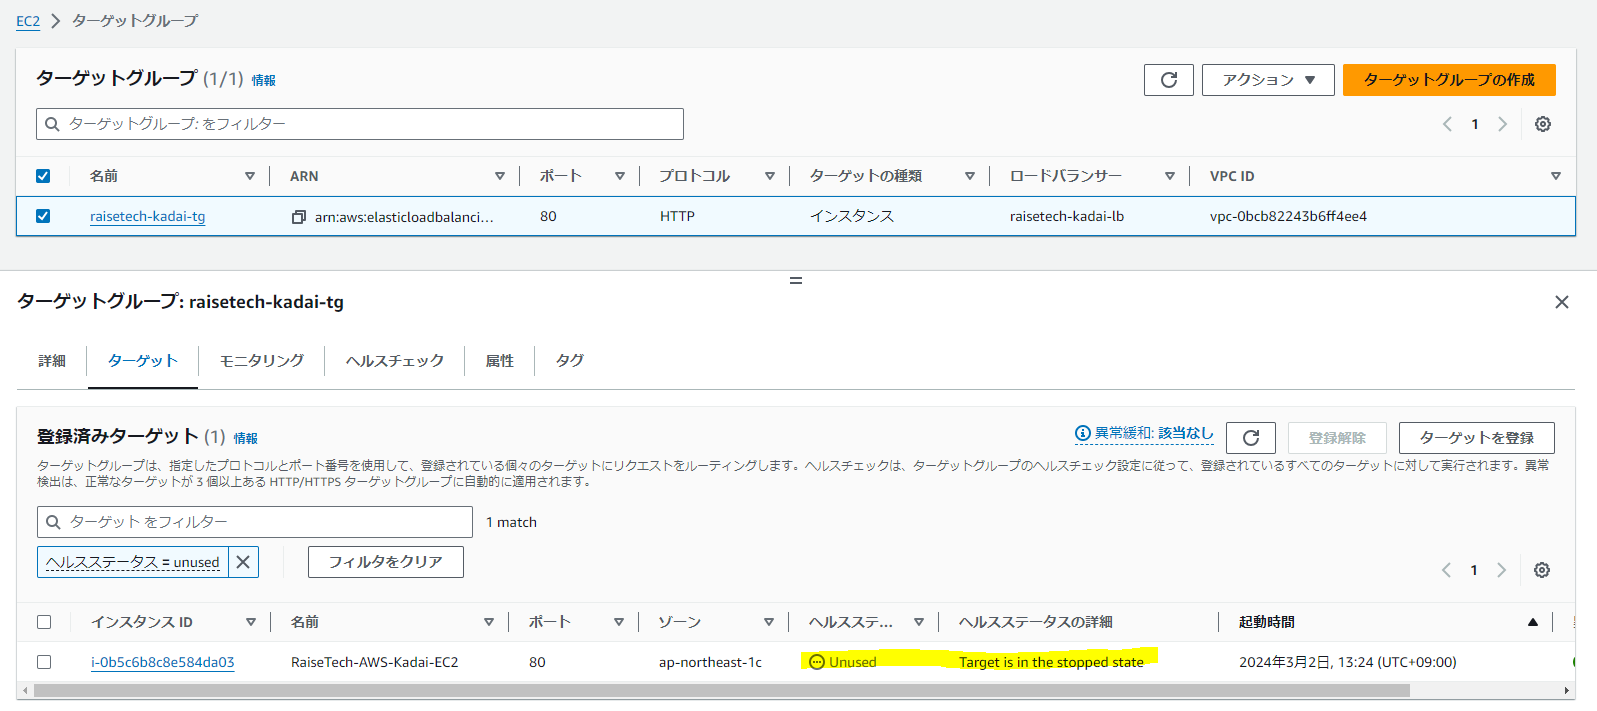 EC2 > ターゲットグループ
ターゲットグループ (1/1) 情報
アクション ▼
ターゲットグループの作成
ターゲットグループ: をフィルター
1
名前 ARN ポート プロトコル ターゲットの種類 ロードバランサー VPC ID
raisetech-kadai-tg arn:aws:elasticloadbalanci... 80 HTTP インスタンス raisetech-kadai-lb vpc-0bcb82243b6ff4ee4
ターゲットグループ: raisetech-kadai-tg
詳細 ターゲット モニタリング ヘルスチェック 属性 タグ
登録済みターゲット (1) 情報
異常緩和: 該当なし
登録解除
ターゲットを登録
ターゲットグループは、指定したプロトコルとポート番号を使用して、登録されている個々のターゲットにリクエストをルーティングします。ヘルスチェックは、ターゲットグループのヘルスチェック設定に従って、登録されているすべてのターゲットに対して実行されます。異常
検出は、正常なターゲットが 3 個以上ある HTTP/HTTPS ターゲットグループに自動的に適用されます。
ターゲット をフィルター
1 match
ヘルスステータス = unused
フィルタをクリア
1
インスタンス ID 名前 ポート ゾーン ヘルスステ... ヘルスステータスの詳細 起動時間
i-0b5c6b8c8e584da03 RaiseTech-AWS-Kadai-EC2 80 ap-northeast-1c Unused Target is in the stopped state 2024年3月2日, 13:24 (UTC+09:00)